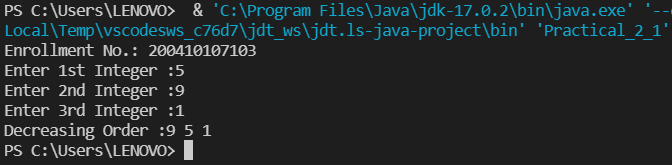 PS C:\Users\LENOVO>  & 'C:\Program Files\Java\jdk-17.0.2\bin\java.exe' '--
Local\Temp\vscodesws_c76d7\jdt_ws\jdt.ls-java-project\bin' 'Practical_2_1'
Enrollment No.: 200410107103
Enter 1st Integer :5
Enter 2nd Integer :9
Enter 3rd Integer :1
Decreasing Order :9 5 1
PS C:\Users\LENOVO>